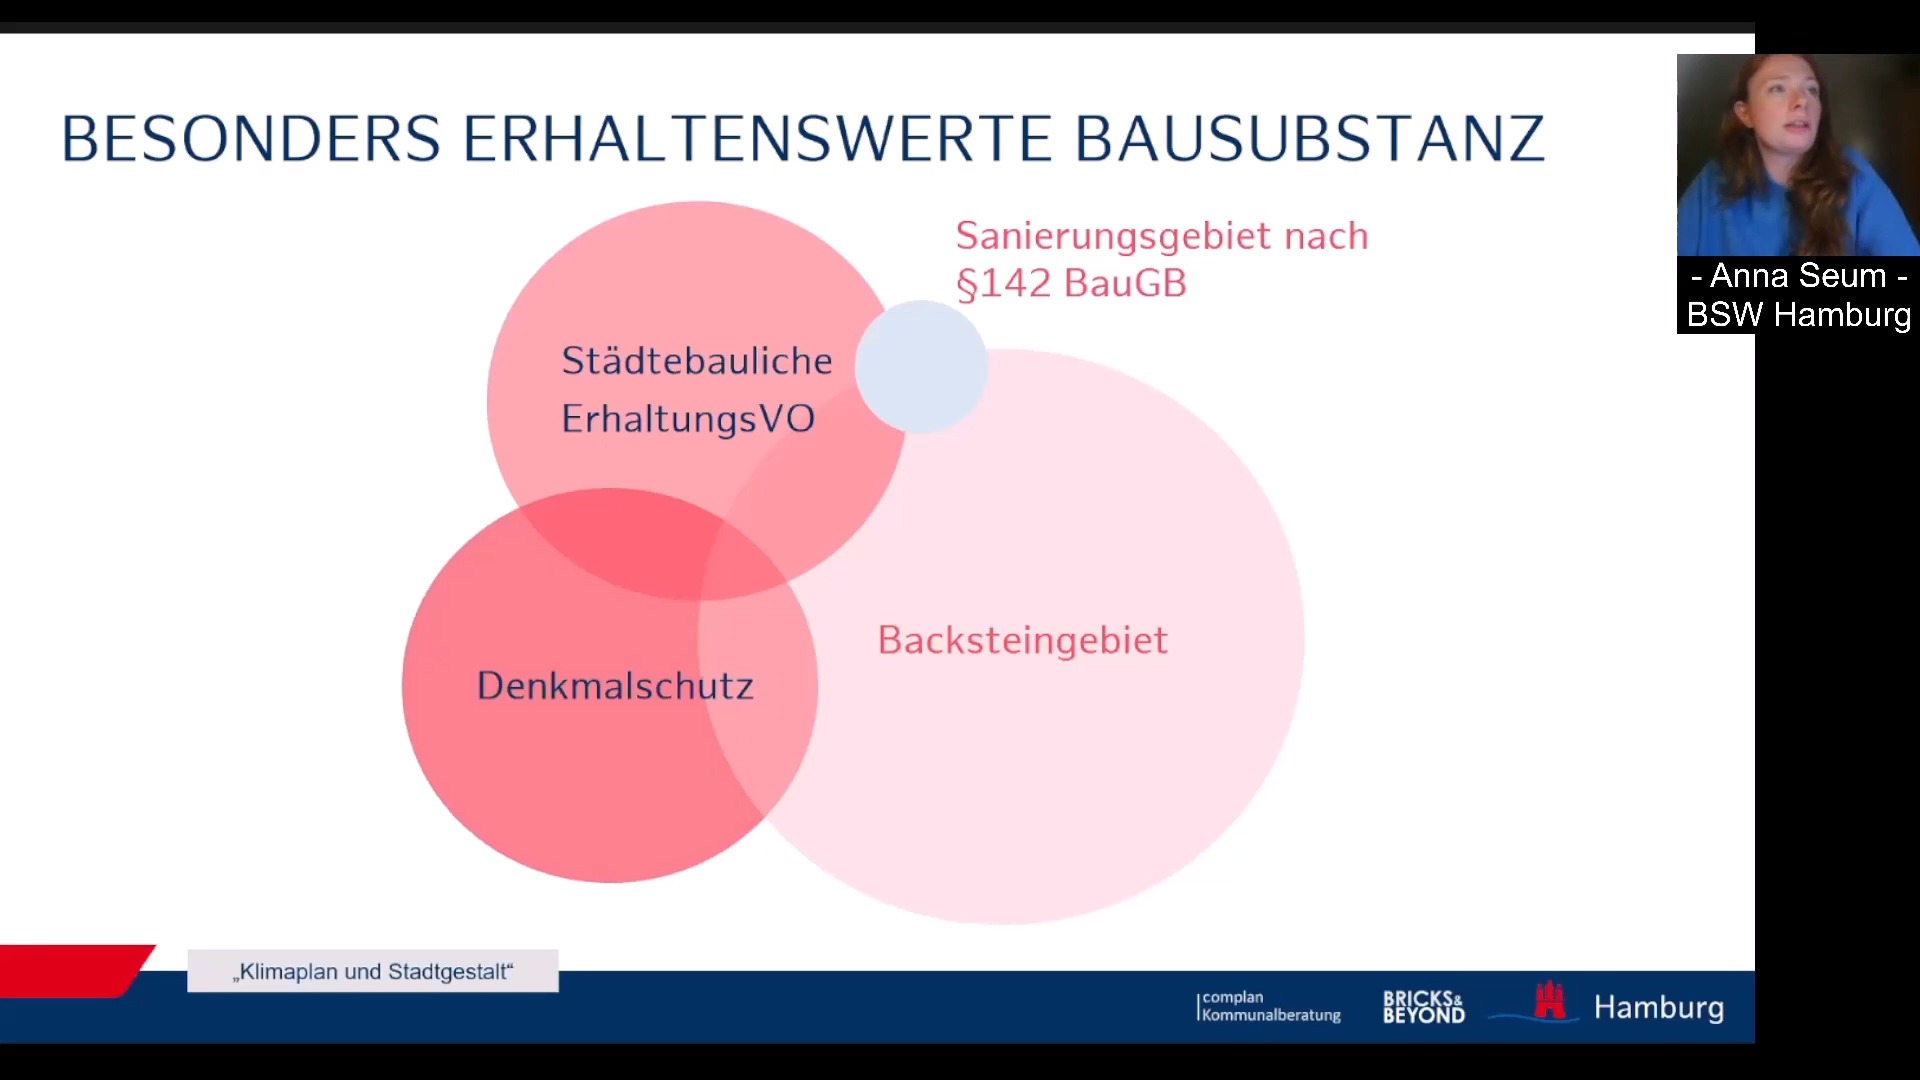 BESONDERS ERHALTENSWERTE BAUSUBSTANZ
Sanierungsgebiet nach
§142 BauGB
Städtebauliche
ErhaltungsVO
Backsteingebiet
Denkmalschutz
- Anna Seum -
BSW Hamburg
„Klimaplan und Stadtgestalt“
complan
Kommunalberatung
BRICKS&
BEYOND
Hamburg